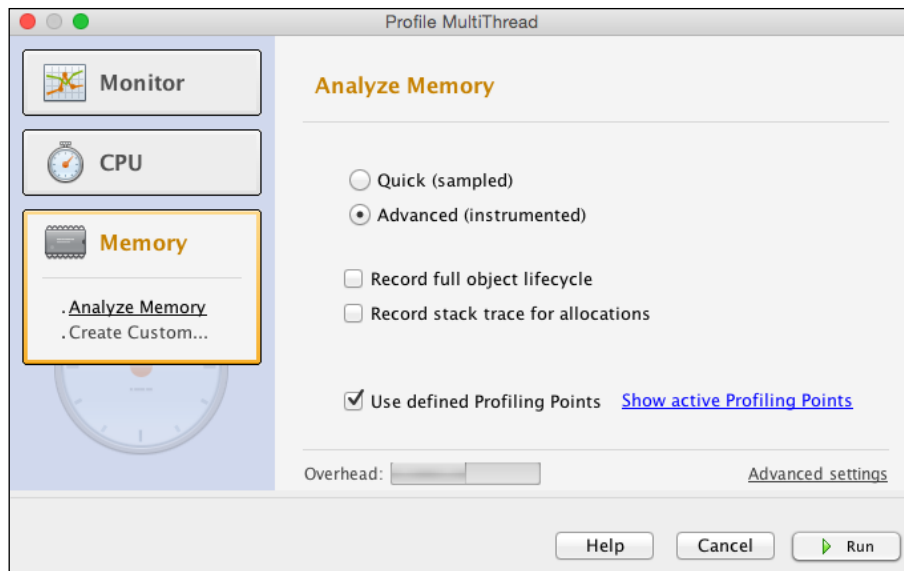 Profile MultiThread
Monitor
CPU
Memory
. Analyze Memory
. Create Custom...
Analyze Memory
Quick (sampled)
Advanced (instrumented)
Record full object lifecycle
Record stack trace for allocations
Use defined Profiling Points Show active Profiling Points
Overhead: Advanced settings
Help Cancel Run